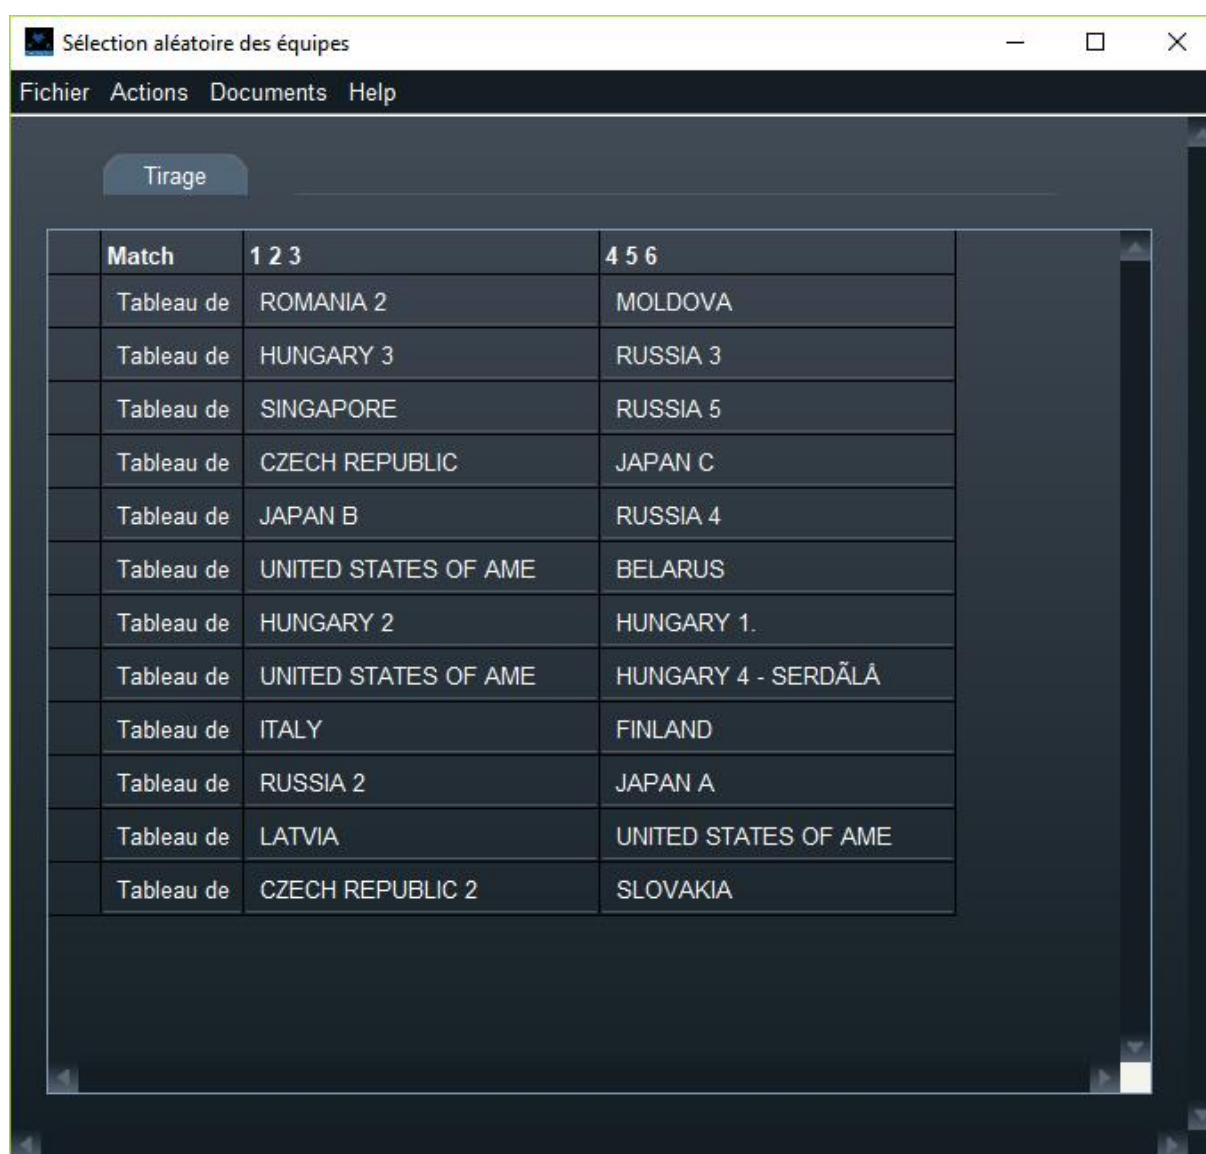 Sélection aléatoire des équipes
Fichier Actions Documents Help
Tirage
Match 1 2 3 4 5 6
Tableau de ROMANIA 2 MOLDOVA
Tableau de HUNGARY 3 RUSSIA 3
Tableau de SINGAPORE RUSSIA 5
Tableau de CZECH REPUBLIC JAPAN C
Tableau de JAPAN B RUSSIA 4
Tableau de UNITED STATES OF AME BELARUS
Tableau de HUNGARY 2 HUNGARY 1.
Tableau de UNITED STATES OF AME HUNGARY 4 - SERDÃLÂ
Tableau de ITALY FINLAND
Tableau de RUSSIA 2 JAPAN A
Tableau de LATVIA UNITED STATES OF AME
Tableau de CZECH REPUBLIC 2 SLOVAKIA